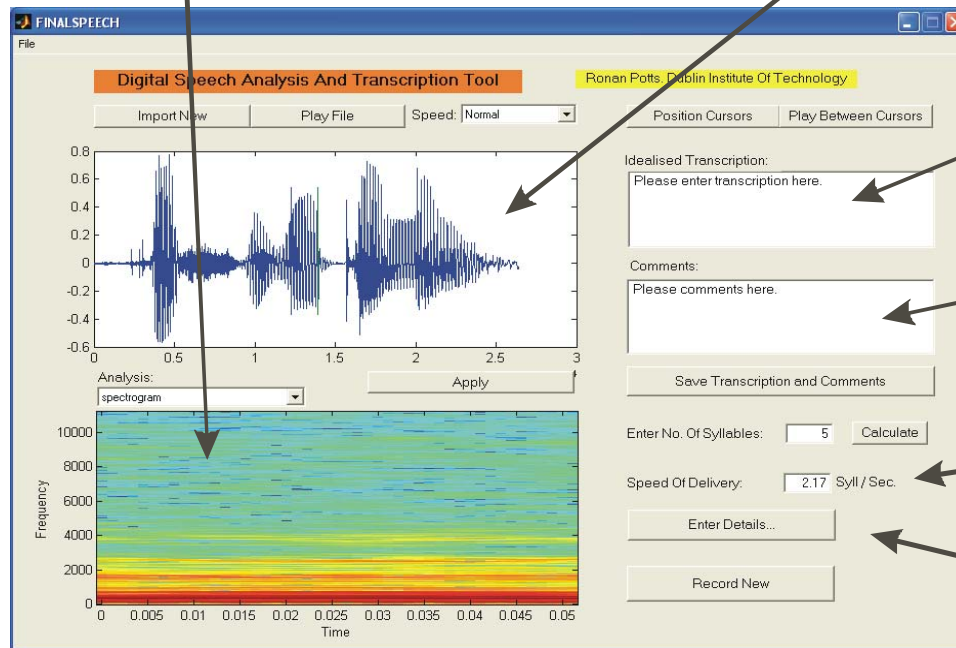 FINALSPEECH
File
Digital Speech Analysis And Transcription Tool
Ronan Potts. Dublin Institute Of Technology
Import New
Play File
Speed: Normal
Position Cursors
Play Between Cursors
0.8
0.6
0.4
0.2
0
-0.2
-0.4
-0.6
0 0.5 1 1.5 2 2.5 3
Idealised Transcription:
Please enter transcription here.
Comments:
Please comments here.
Analysis:
spectrogram
Apply
Save Transcription and Comments
10000
8000
6000
4000
2000
0
Frequency
0 0.005 0.01 0.015 0.02 0.025 0.03 0.035 0.04 0.045 0.05
Time
Enter No. Of Syllables: 5 Calculate
Speed Of Delivery: 2.17 Syll / Sec.
Enter Details...
Record New